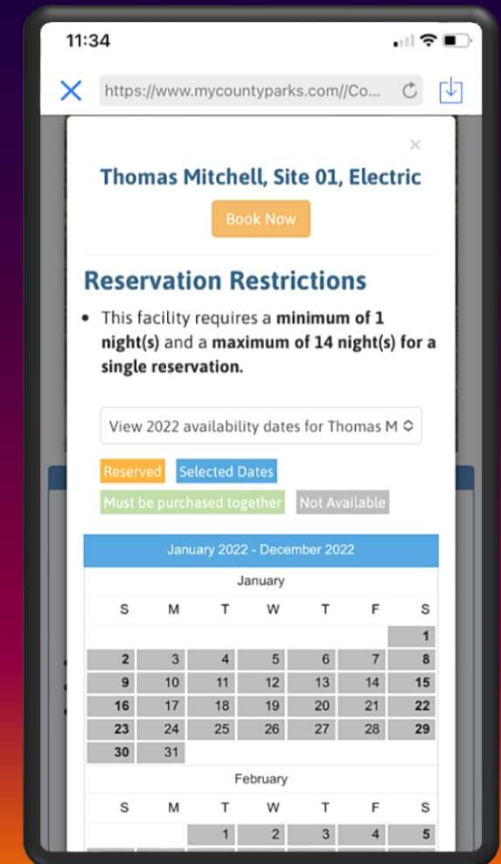 11:34
https://www.mycountyparks.com//Co...
×
Thomas Mitchell, Site 01, Electric
Book Now
Reservation Restrictions
• This facility requires a minimum of 1
night(s) and a maximum of 14 night(s) for a
single reservation.
View 2022 availability dates for Thomas M
Reserved Selected Dates
Must be purchased together Not Available
January 2022 - December 2022
January
S M T W T F S
1
2 3 4 5 6 7 8
9 10 11 12 13 14 15
16 17 18 19 20 21 22
23 24 25 26 27 28 29
30 31
February
S M T W T F S
1 2 3 4 5